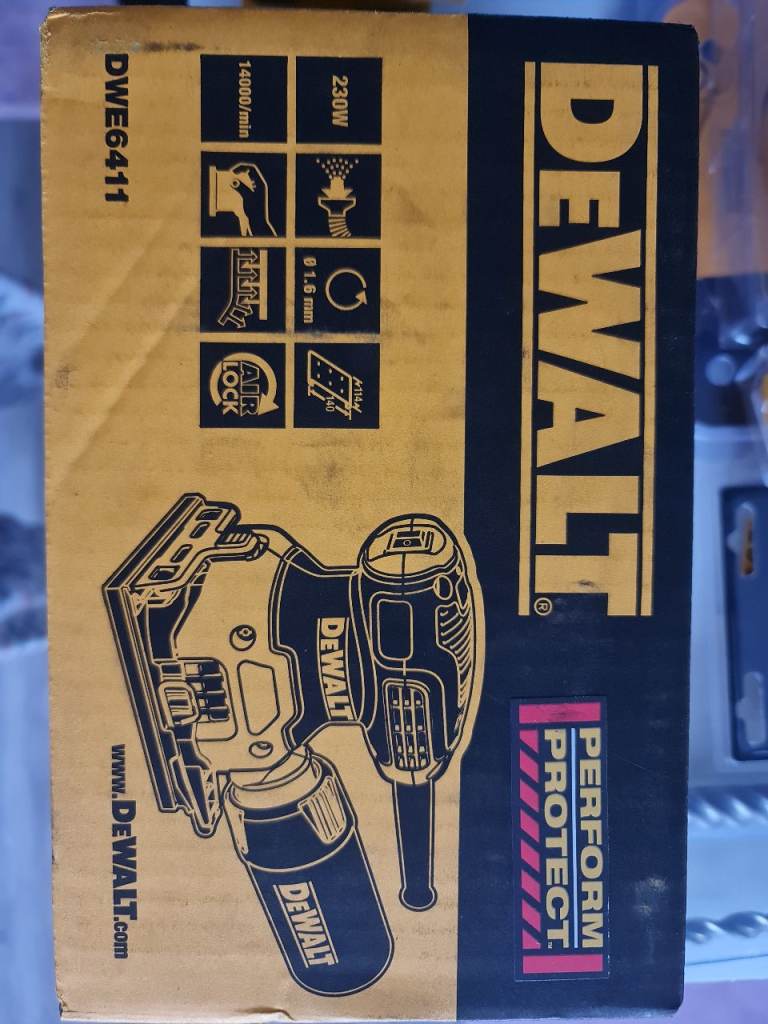 DEWALT®
PERFORM
PROTECT.
230W
Ø 1.6 mm
114
140
14000/min
AIR
LOCK
DWE6411
DEWALT
DEWALT
www.DEWALT.com